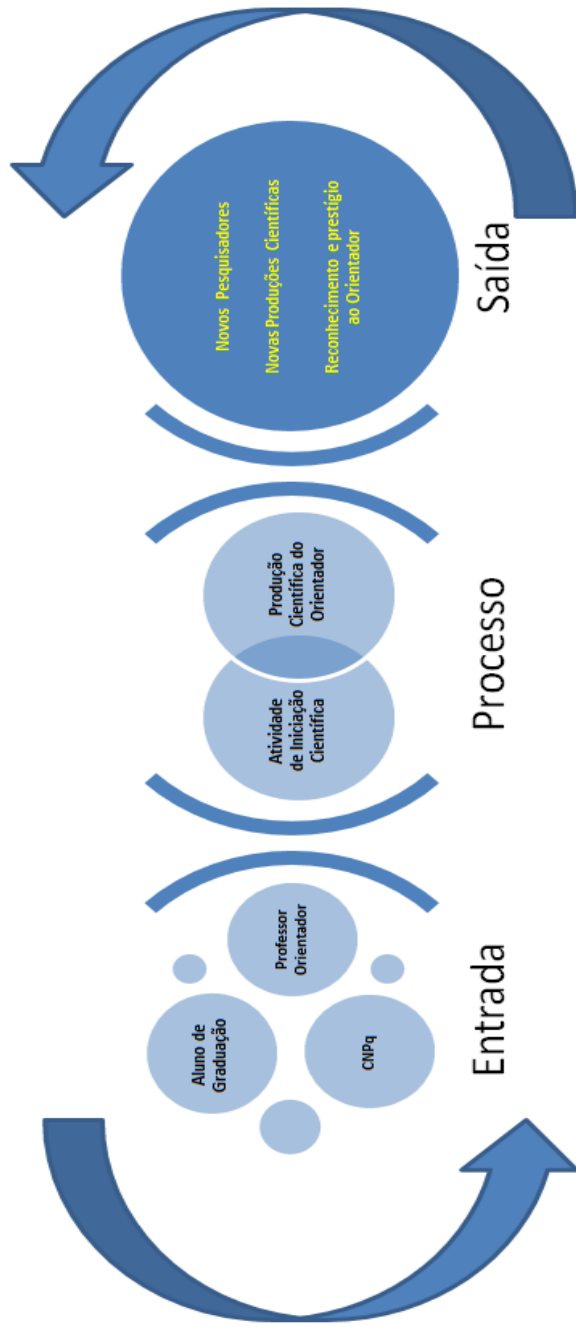 Aluno de
Graduação
Professor
Orientador
CNPq
Entrada
Atividade
de Iniciação
Científica
Produção
Científica do
Orientador
Processo
Novos Pesquisadores
Novas Produções Científicas
Reconhecimento e prestígio
ao Orientador
Saída